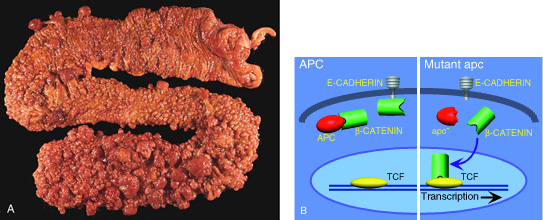 A
APC
E-CADHERIN
APC
β-CATENIN
TCF
B
Mutant apc
E-CADHERIN
apc⁻
β-CATENIN
TCF
Transcription